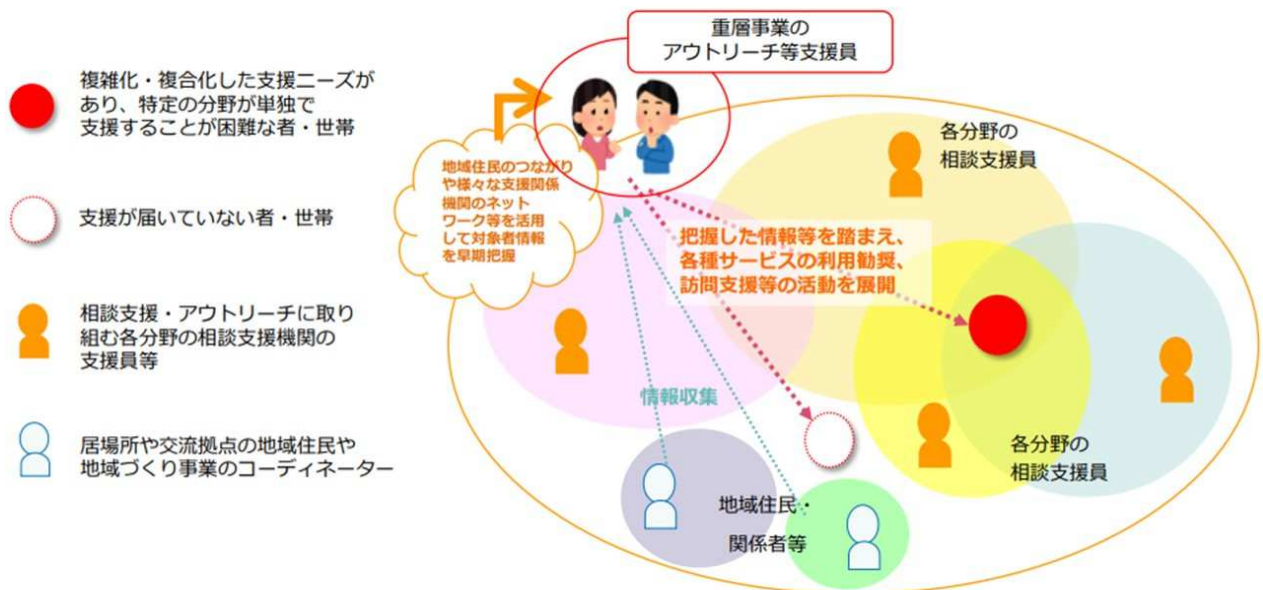 重層事業の
アウトリーチ等支援員
複雑化・複合化した支援ニーズが
あり、特定の分野が単独で
支援することが困難な者・世帯
支援が届いていない者・世帯
相談支援・アウトリーチに取り
組む各分野の相談支援機関の
支援員等
居場所や交流拠点の地域住民や
地域づくり事業のコーディネーター
地域住民のつながり
や様々な支援関係
機関のネット
ワーク等を活用
して対象者情報
を早期把握
各分野の
相談支援員
把握した情報等を踏まえ、
各種サービスの利用勧奨、
訪問支援等の活動を展開
情報収集
各分野の
相談支援員
地域住民・
関係者等